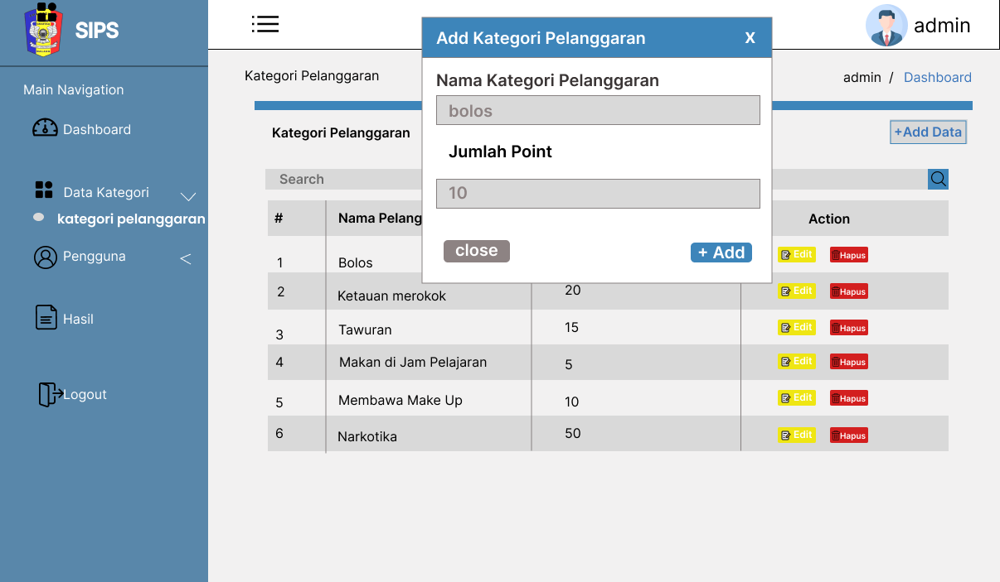 SIPS
Main Navigation
Dashboard
Data Kategori
kategori pelanggaran
Pengguna <
Hasil
Logout
admin
Kategori Pelanggaran
admin / Dashboard
Kategori Pelanggaran
+Add Data
Search
Add Kategori Pelanggaran X
Nama Kategori Pelanggaran
bolos
Jumlah Point
10
close + Add
# Nama Pelang Action
1 Bolos Edit Hapus
2 Ketauan merokok 20 Edit Hapus
3 Tawuran 15 Edit Hapus
4 Makan di Jam Pelajaran 5 Edit Hapus
5 Membawa Make Up 10 Edit Hapus
6 Narkotika 50 Edit Hapus